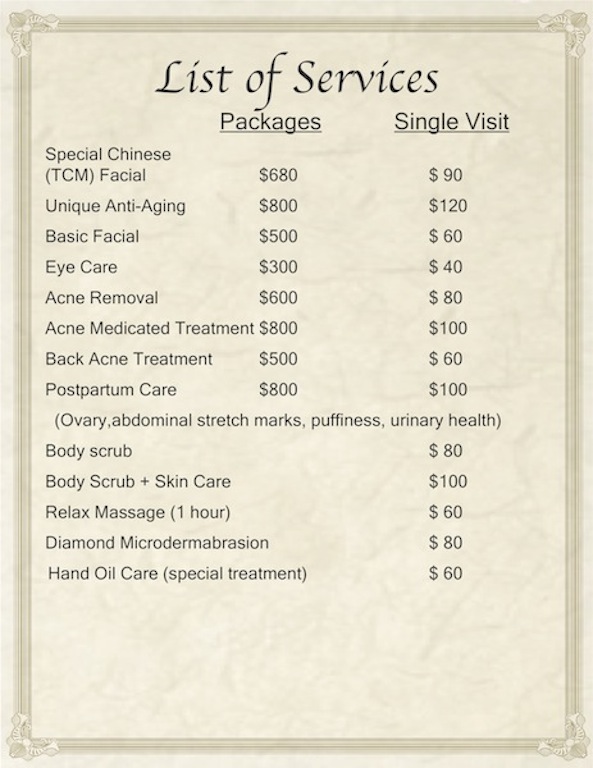 List of Services
Packages Single Visit
Special Chinese
(TCM) Facial $680 $ 90
Unique Anti-Aging $800 $120
Basic Facial $500 $ 60
Eye Care $300 $ 40
Acne Removal $600 $ 80
Acne Medicated Treatment $800 $100
Back Acne Treatment $500 $ 60
Postpartum Care $800 $100
(Ovary,abdominal stretch marks, puffiness, urinary health)
Body scrub $ 80
Body Scrub + Skin Care $100
Relax Massage (1 hour) $ 60
Diamond Microdermabrasion $ 80
Hand Oil Care (special treatment) $ 60